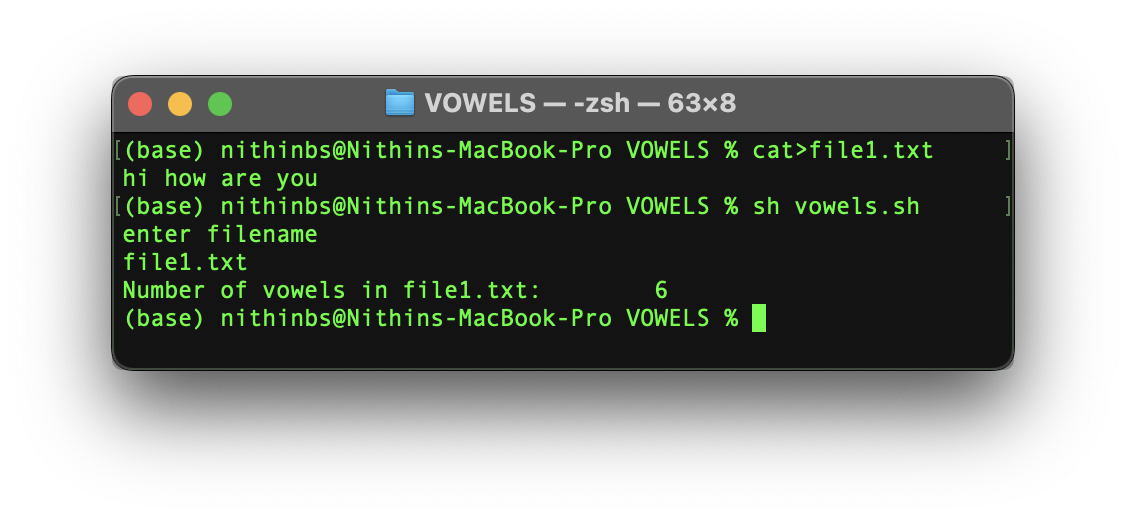 VOWELS — -zsh — 63×8
[(base) nithinbs@Nithins-MacBook-Pro VOWELS % cat>file1.txt ]
hi how are you
[(base) nithinbs@Nithins-MacBook-Pro VOWELS % sh vowels.sh ]
enter filename
file1.txt
Number of vowels in file1.txt:        6
(base) nithinbs@Nithins-MacBook-Pro VOWELS %